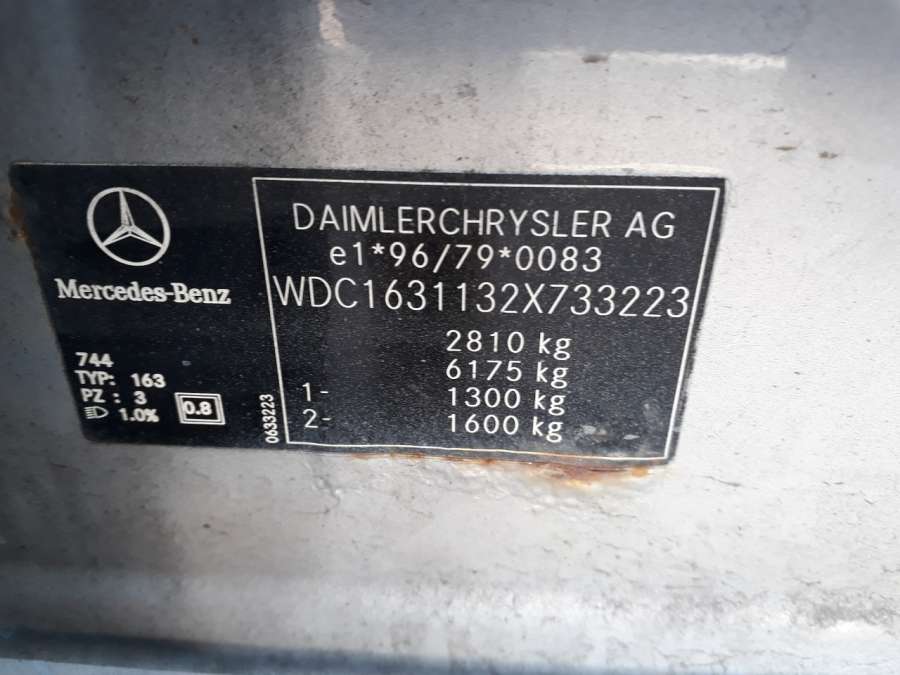 Mercedes-Benz
744
TYP: 163
PZ : 3
1.0%
0.8
0633223
DAIMLERCHRYSLER AG
e1*96/79*0083
WDC1631132X733223
2810 kg
6175 kg
1- 1300 kg
2- 1600 kg